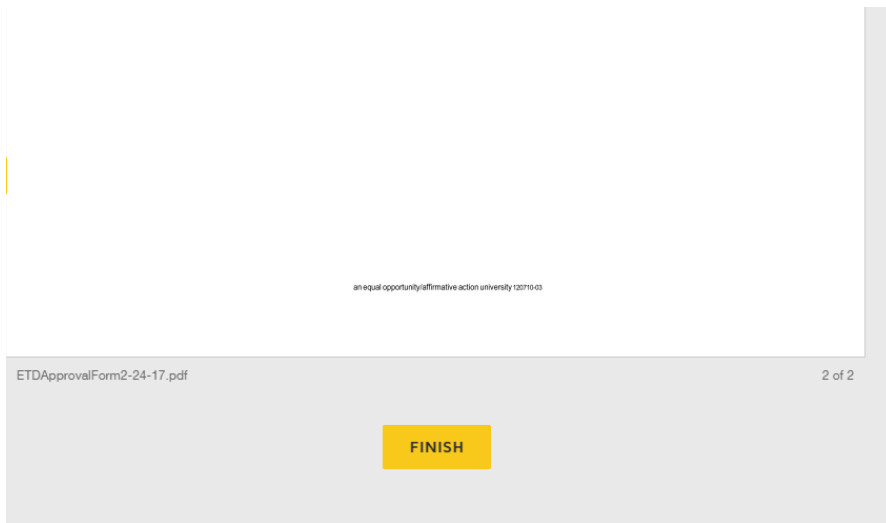 an equal opportunity/affirmative action university 120710-03
ETDApprovalForm2-24-17.pdf
2 of 2
FINISH